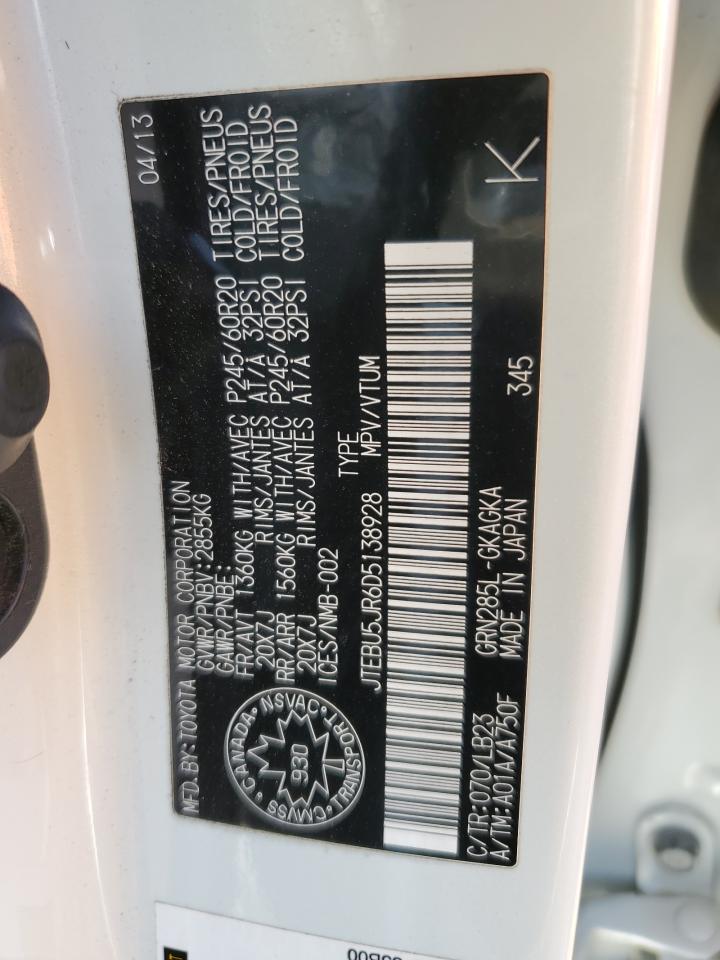 MFD. BY: TOYOTA MOTOR CORPORATION 04/13
GVWR/PNBV: 2855KG
GAWR/PNBE:
FR/AVT 1360KG WITH/AVEC P245/60R20 TIRES/PNEUS
20X7J RIMS/JANTES AT/A 32PSI COLD/FROID
RR/ARR 1560KG WITH/AVEC P245/60R20 TIRES/PNEUS
20X7J RIMS/JANTES AT/A 32PSI COLD/FROID
ICES/NMB-002
CANADA NSVAC
930
CMVSS TRANSPORT
TYPE
JTEBU5JR6D5138928 MPV/VTUM
C/TR: 070/LB23 GRN285L-GKAGKA
A/TM: A01A/A750F MADE IN JAPAN 345
K